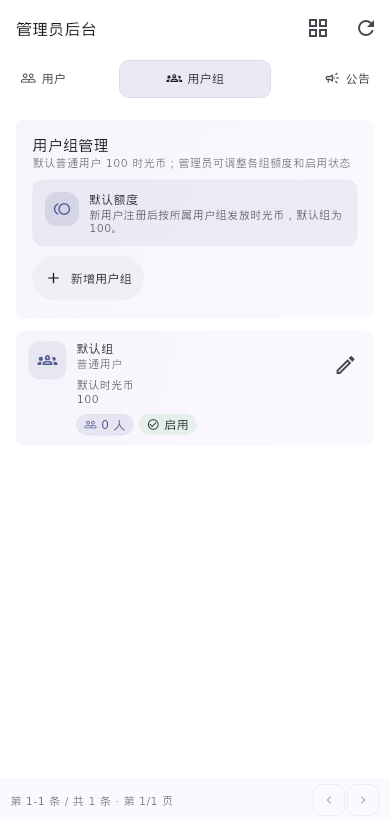 管理员后台
用户
用户组
公告
用户组管理
默认普通用户 100 时光币；管理员可调整各组额度和启用状态
默认额度
新用户注册后按所属用户组发放时光币，默认组为
100。
新增用户组
默认组
普通用户
默认时光币
100
0 人
启用
第 1-1 条 / 共 1 条 · 第 1/1 页